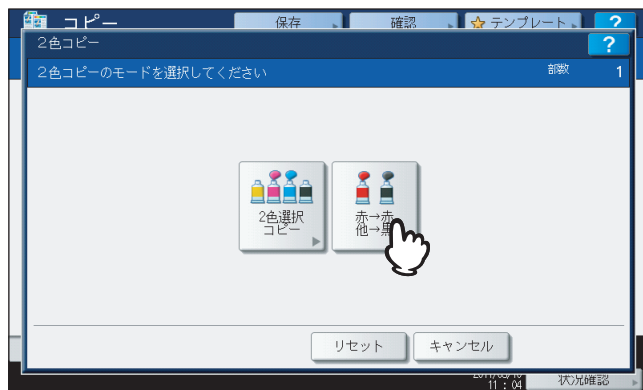 コピー 保存 確認 テンプレート ?
2色コピー ?
2色コピーのモードを選択してください 部数 1
2色選択
コピー
赤→赤
他→黒
リセット キャンセル
11:04 状況確認